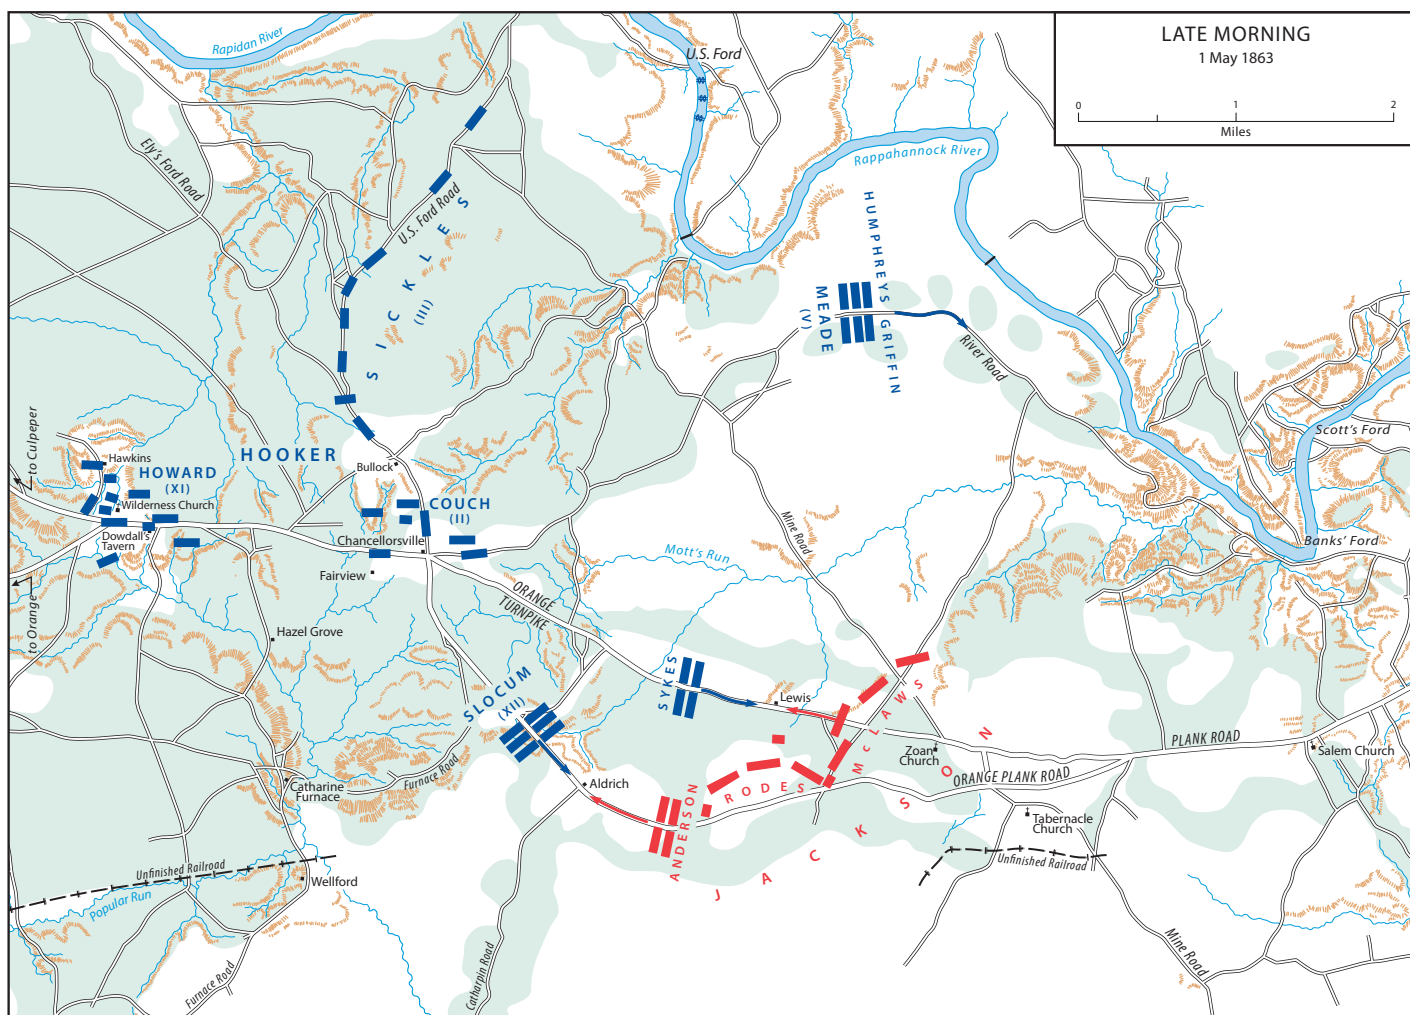 LATE MORNING
1 May 1863
0 1 2
Miles
Rapidan River
U.S. Ford
Ely's Ford Road
U.S. Ford Road
Rappahannock River
SICKLES
(III)
HUMPHREYS
MEADE
(V)
GRIFFIN
River Road
to Culpeper
Scott's Ford
HOOKER
Hawkins
HOWARD
(XI)
Bullock
Wilderness Church
COUCH
(II)
Dowdall's
Tavern
Chancellorsville
Mine Road
Banks' Ford
Mott's Run
Fairview
ORANGE
TURNPIKE
to Orange
Hazel Grove
SLOCUM
(XII)
SYKES
Lewis
McLAWS
Zoan
Church
PLANK ROAD
Salem Church
ORANGE PLANK ROAD
Furnace Road
Catharine
Furnace
Aldrich
ANDERSON
RODES
JACKSON
Tabernacle
Church
Unfinished Railroad
Unfinished Railroad
Wellford
Popular Run
Furnace Road
Catharpin Road
Mine Road